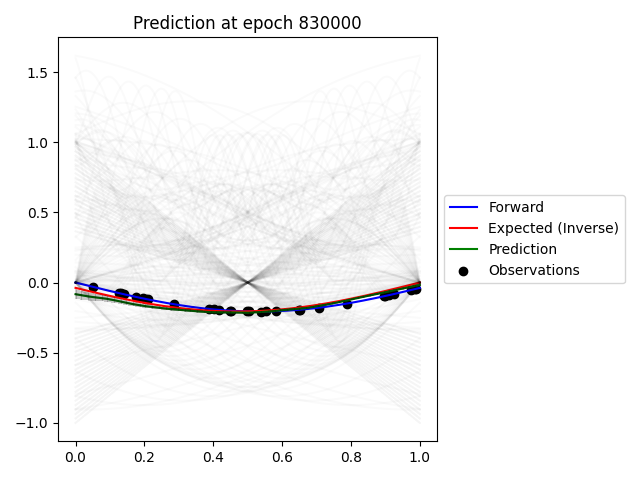 Prediction at epoch 830000
1.5
1.0
0.5
0.0
−0.5
−1.0
0.0 0.2 0.4 0.6 0.8 1.0
Forward
Expected (Inverse)
Prediction
Observations